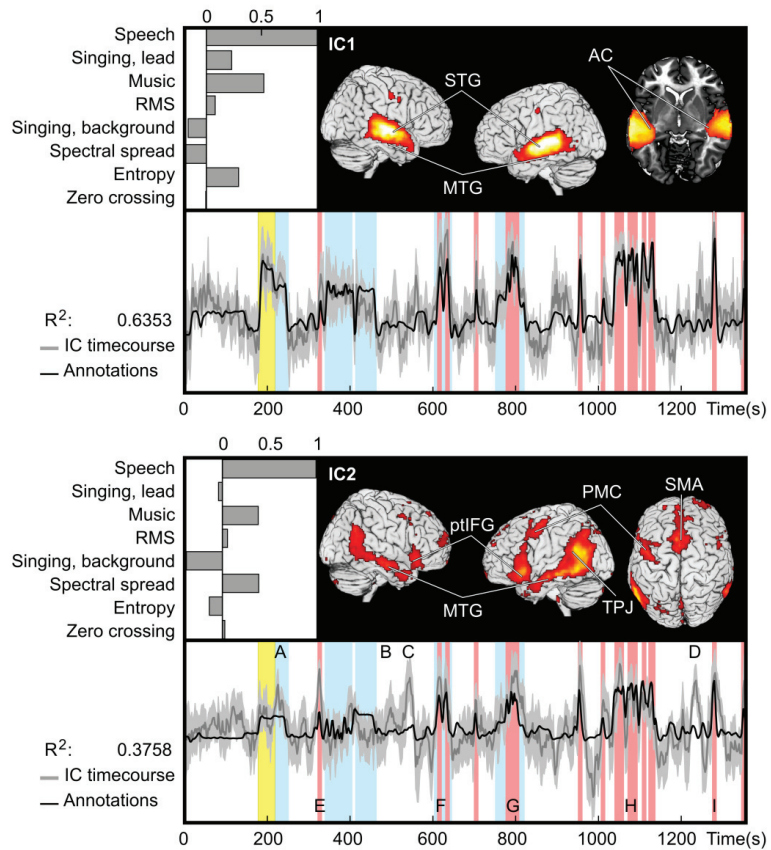 0 0.5 1
Speech
Singing, lead
Music
RMS
Singing, background
Spectral spread
Entropy
Zero crossing
IC1
STG
MTG
AC
R²: 0.6353
IC timecourse
Annotations
0 200 400 600 800 1000 1200 Time(s)
0 0.5 1
Speech
Singing, lead
Music
RMS
Singing, background
Spectral spread
Entropy
Zero crossing
IC2
ptIFG
MTG
PMC
SMA
TPJ
A B C D
R²: 0.3758
IC timecourse
Annotations
E F G H I
0 200 400 600 800 1000 1200 Time(s)